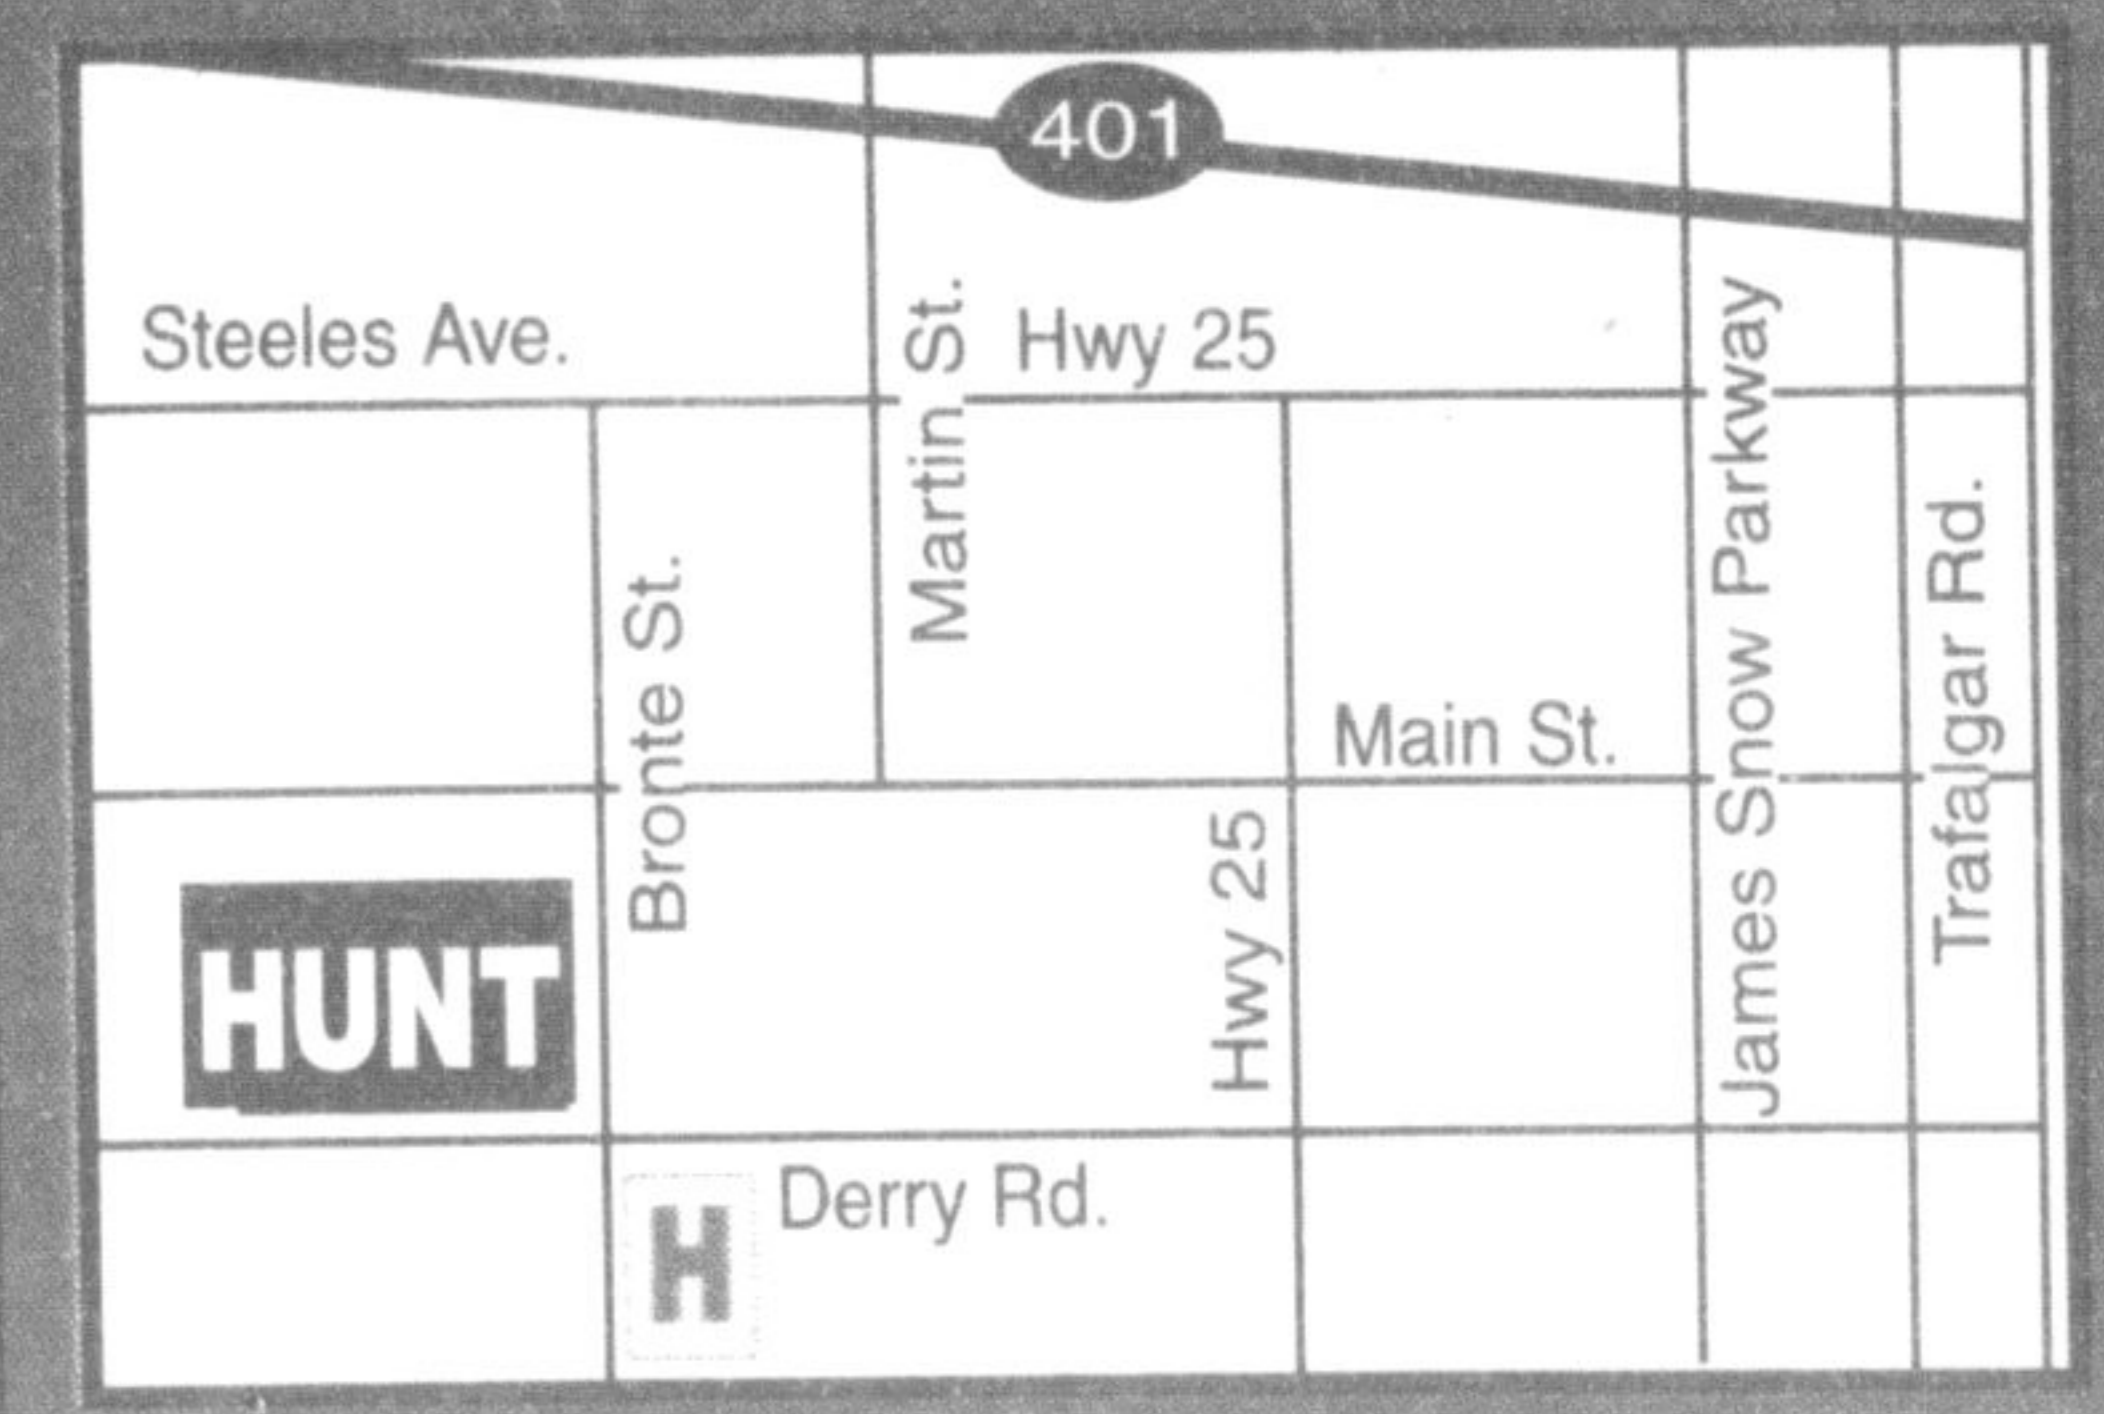 401
Steeles Ave.
Martin St.
Hwy 25
James Snow Parkway
Bronte St.
Trafalgar Rd.
Main St.
Hwy 25
HUNT
H
Derry Rd.